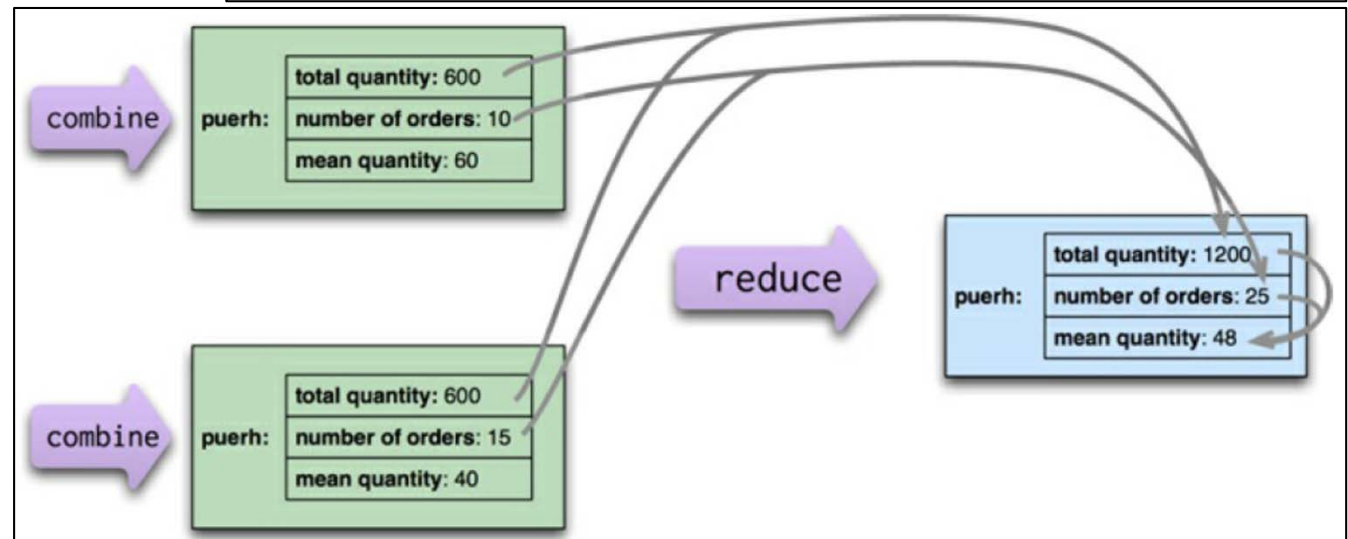 combine
puerh:
total quantity: 600
number of orders: 10
mean quantity: 60
combine
puerh:
total quantity: 600
number of orders: 15
mean quantity: 40
reduce
puerh:
total quantity: 1200
number of orders: 25
mean quantity: 48